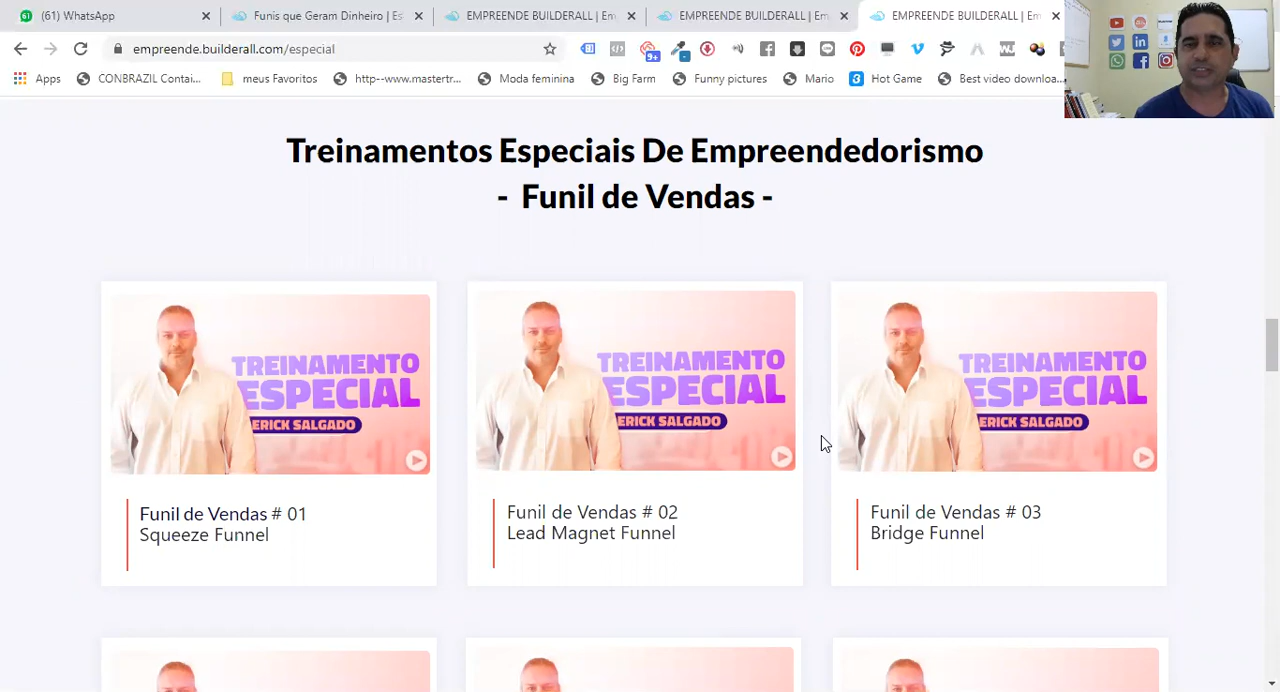 (61) WhatsApp
Funis que Geram Dinheiro | Es
EMPREENDE BUILDERALL | Em
EMPREENDE BUILDERALL | Em
EMPREENDE BUILDERALL | Em
empreende.builderall.com/especial
9+
Apps
CONBRAZIL Contai...
meus Favoritos
http--www.mastertr...
Moda feminina
Big Farm
Funny pictures
Mario
Hot Game
Best video downloa...
Treinamentos Especiais De Empreendedorismo
- Funil de Vendas -
TREINAMENTO
ESPECIAL
ERICK SALGADO
TREINAMENTO
ESPECIAL
ERICK SALGADO
TREINAMENTO
ESPECIAL
ERICK SALGADO
Funil de Vendas # 01
Squeeze Funnel
Funil de Vendas # 02
Lead Magnet Funnel
Funil de Vendas # 03
Bridge Funnel